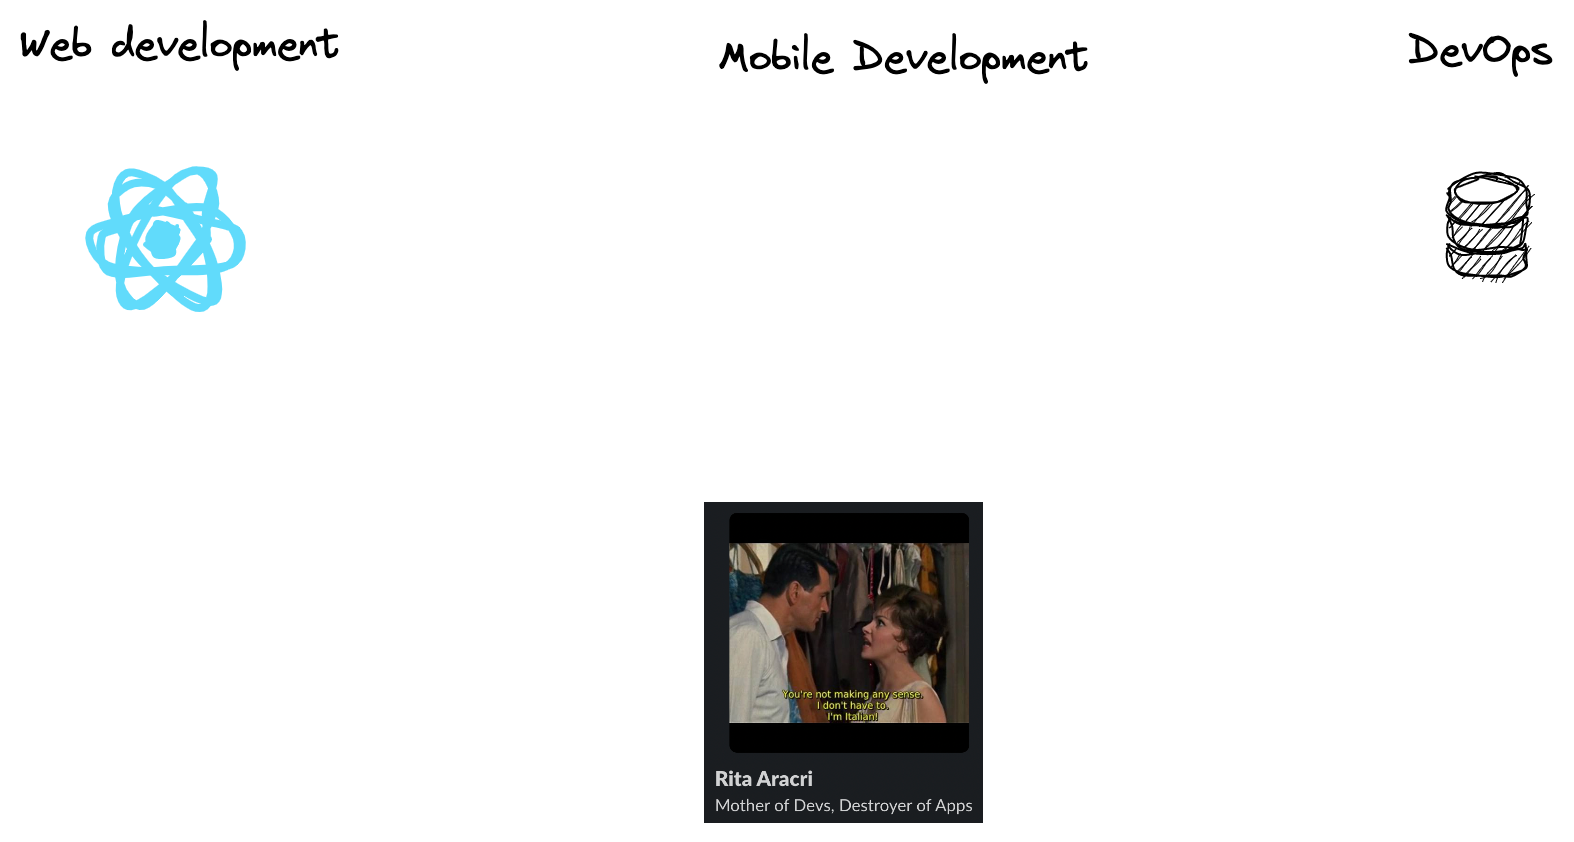 Web development
Mobile Development
DevOps
You're not making any sense.
I don't have to.
I'm Italian!
Rita Aracri
Mother of Devs, Destroyer of Apps